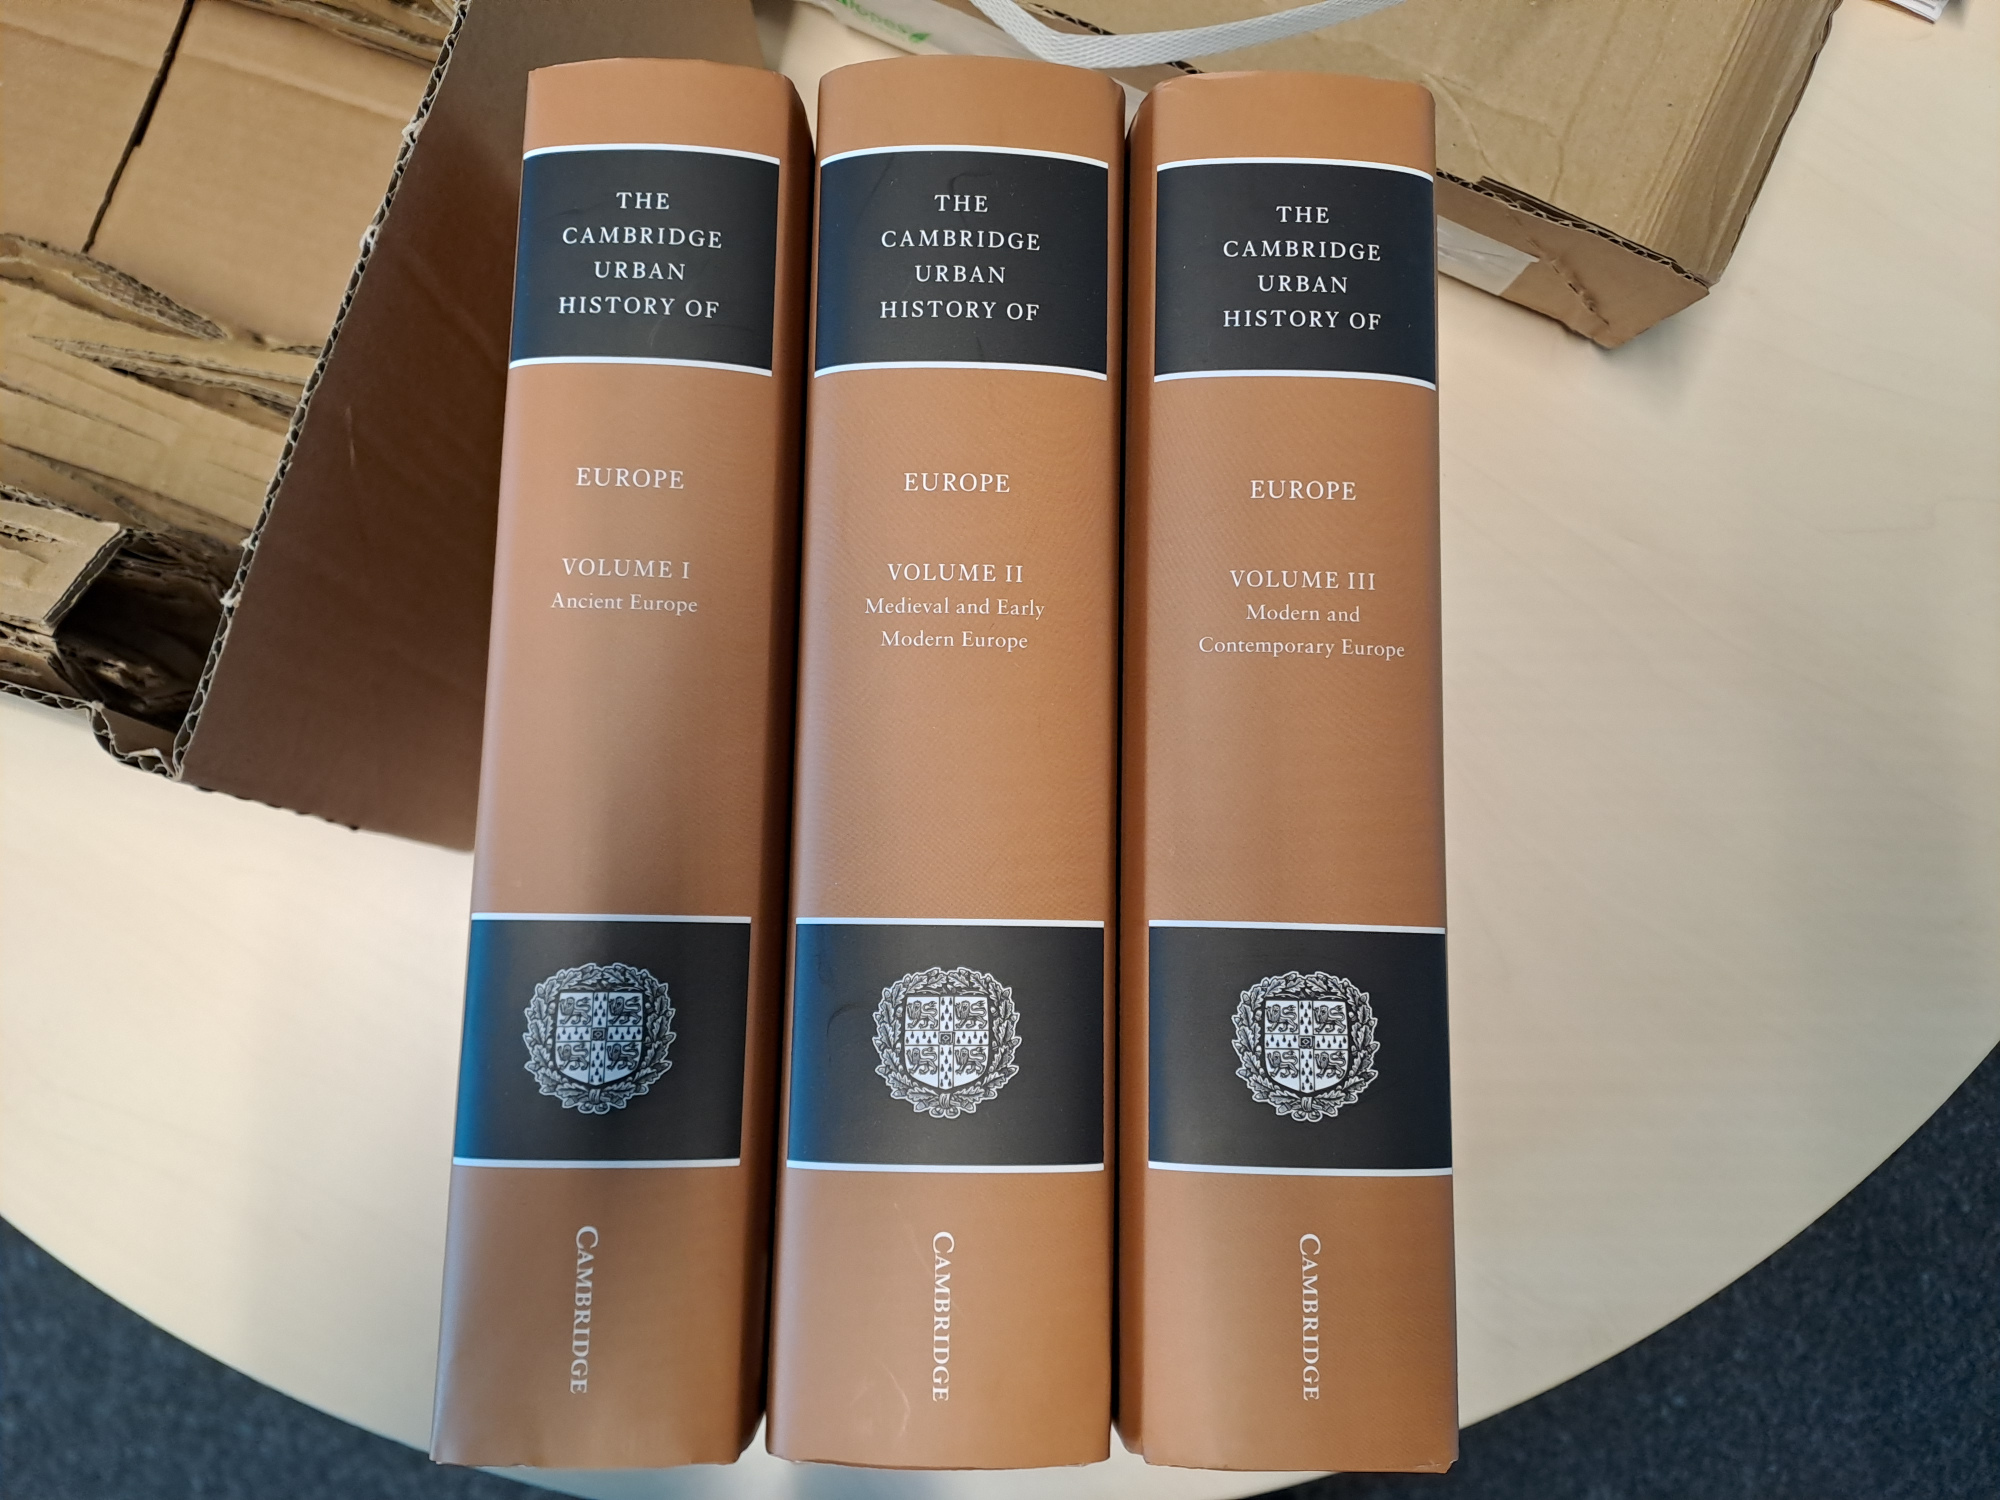 THE
CAMBRIDGE
URBAN
HISTORY OF
EUROPE
VOLUME I
Ancient Europe
CAMBRIDGE
THE
CAMBRIDGE
URBAN
HISTORY OF
EUROPE
VOLUME II
Medieval and Early
Modern Europe
CAMBRIDGE
THE
CAMBRIDGE
URBAN
HISTORY OF
EUROPE
VOLUME III
Modern and
Contemporary Europe
CAMBRIDGE